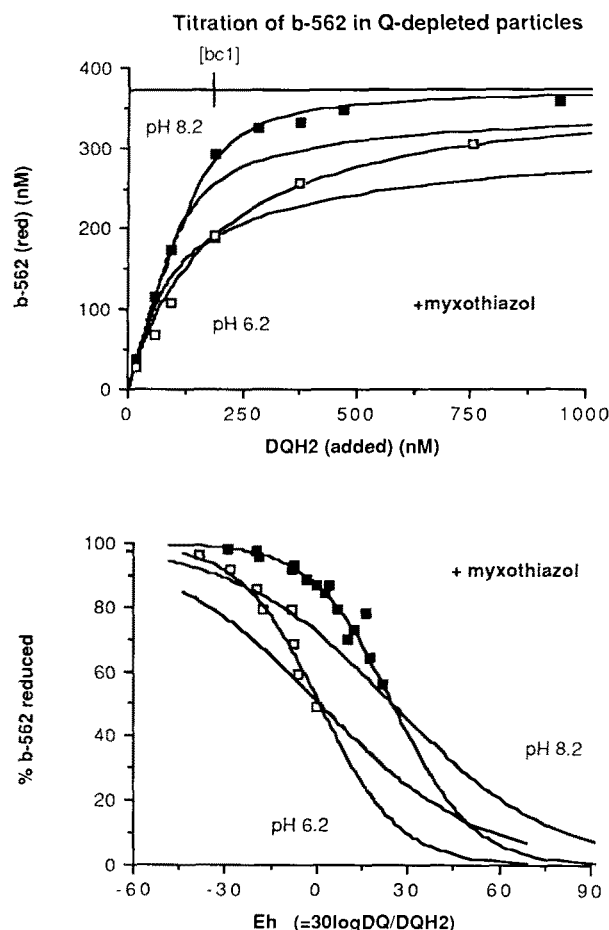 Titration of b-562 in Q-depleted particles
[bc1]
400
300
200
100
0
b-562 (red) (nM)
pH 8.2
pH 6.2
+myxothiazol
0
250
500
750
1000
DQH2 (added) (nM)
100
80
60
40
20
0
% b-562 reduced
+ myxothiazol
pH 8.2
pH 6.2
-60
-30
0
30
60
90
Eh (=30logDQ/DQH2)